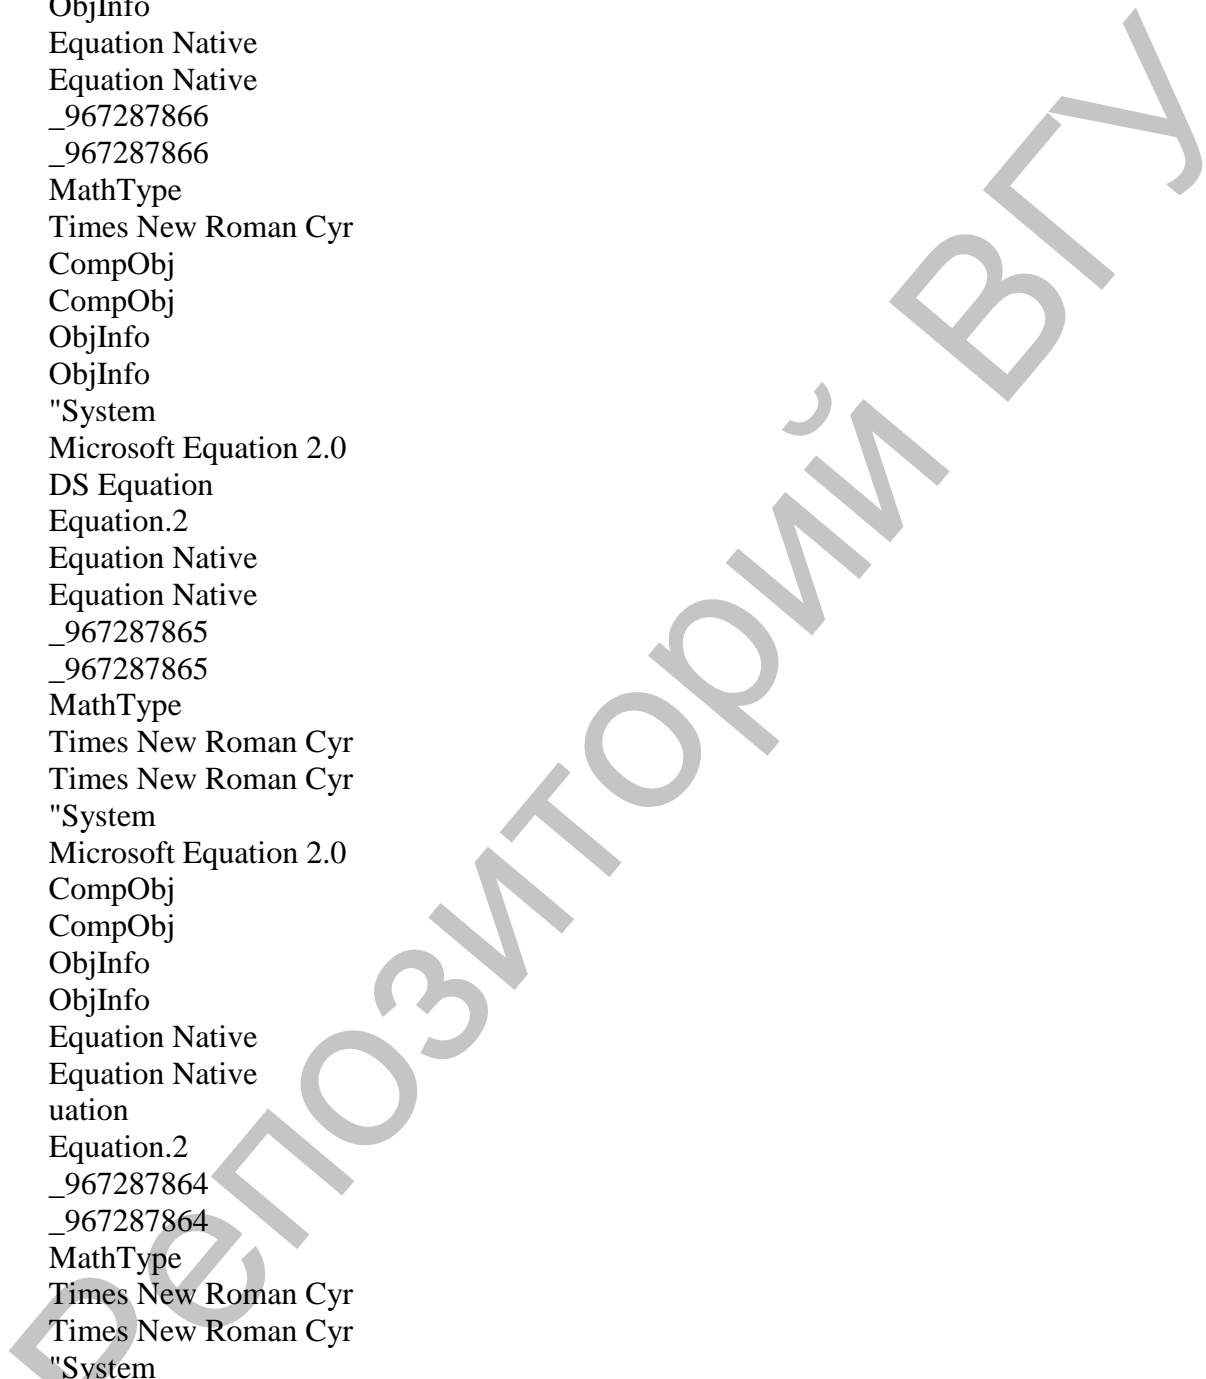 ObjInfo
Equation Native
Equation Native
_967287866
_967287866
MathType
Times New Roman Cyr
CompObj
CompObj
ObjInfo
ObjInfo
"System
Microsoft Equation 2.0
DS Equation
Equation.2
Equation Native
Equation Native
_967287865
_967287865
MathType
Times New Roman Cyr
Times New Roman Cyr
"System
Microsoft Equation 2.0
CompObj
CompObj
ObjInfo
ObjInfo
Equation Native
Equation Native
uation
Equation.2
_967287864
_967287864
MathType
Times New Roman Cyr
Times New Roman Cyr
"System
Репозиторий ВГУ